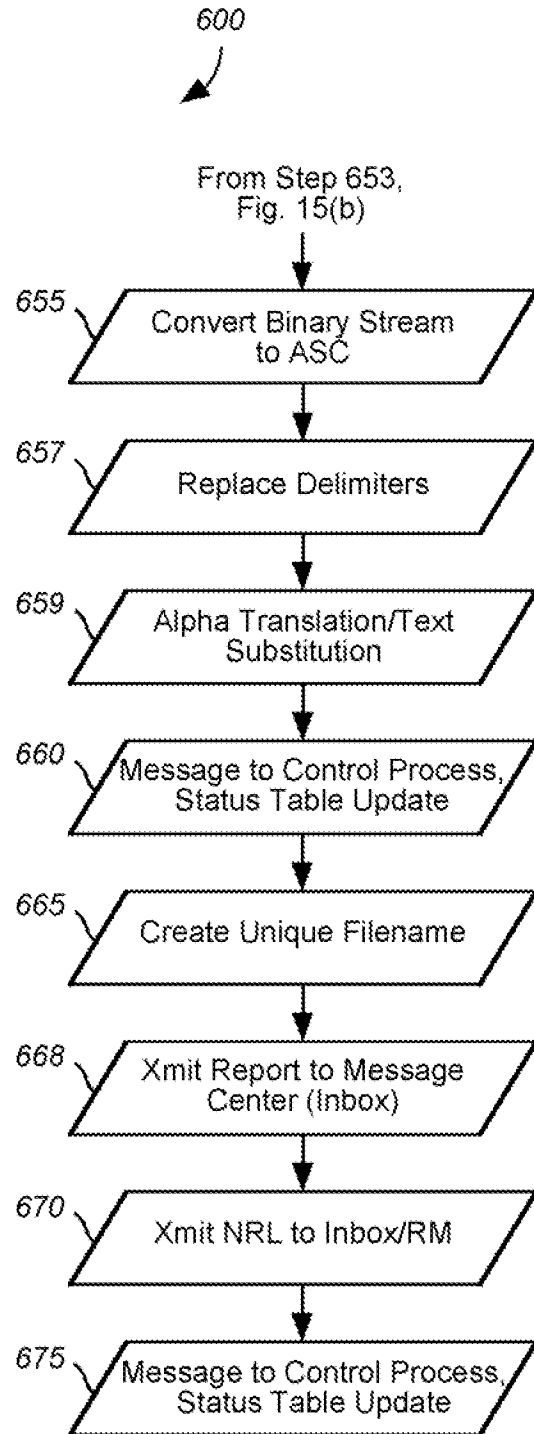 600
From Step 653,
Fig. 15(b)
655
Convert Binary Stream
to ASC
657
Replace Delimiters
659
Alpha Translation/Text
Substitution
660
Message to Control Process,
Status Table Update
665
Create Unique Filename
668
Xmit Report to Message
Center (Inbox)
670
Xmit NRL to Inbox/RM
675
Message to Control Process,
Status Table Update